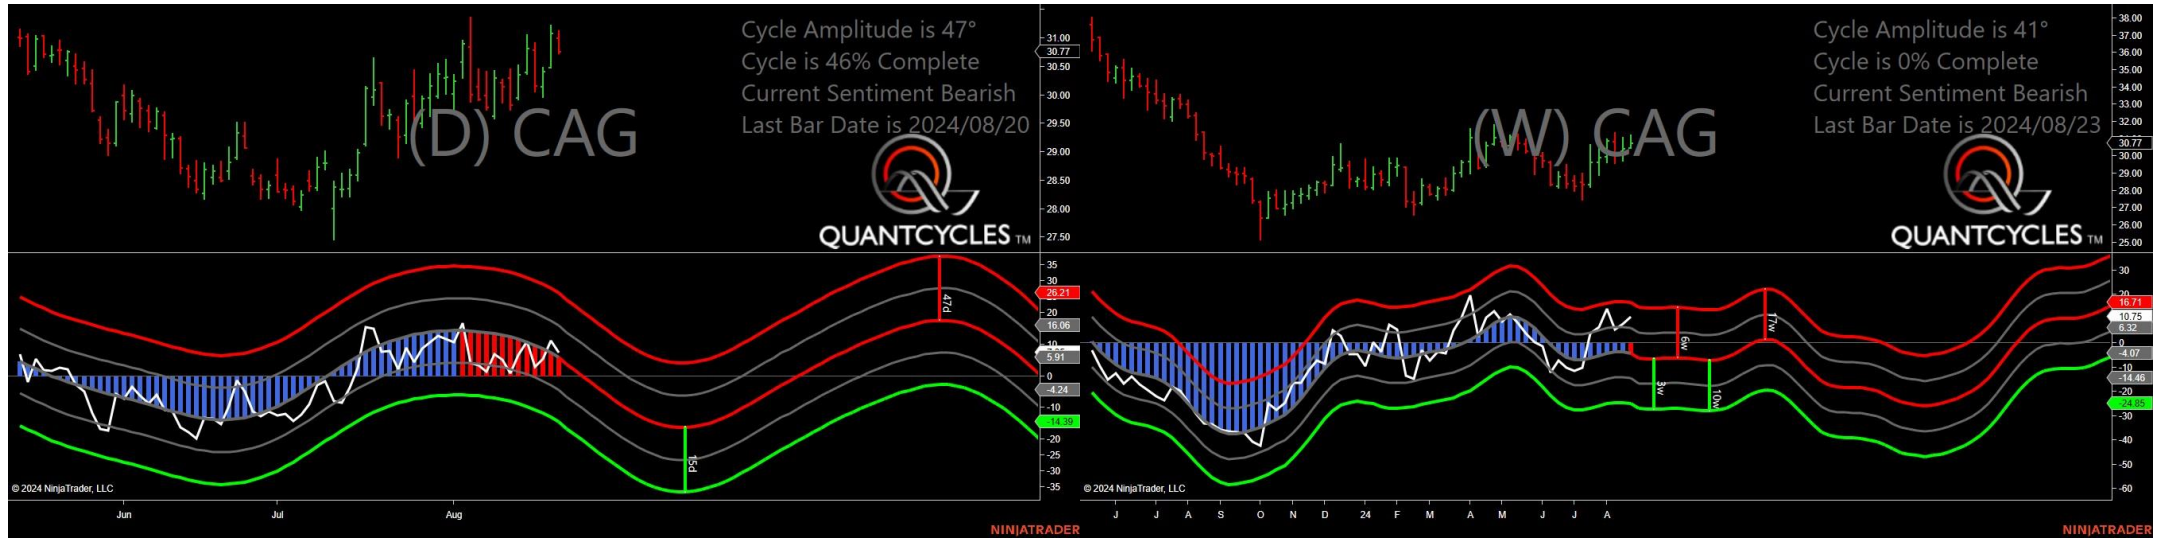 Cycle Amplitude is 47°
Cycle is 46% Complete
Current Sentiment Bearish
Last Bar Date is 2024/08/20
(D) CAG
QUANTCYCLES TM
31.00
30.77
30.50
30.00
29.50
29.00
28.50
28.00
27.50
35
30
26.21
20
16.06
10
5.91
0
-4.24
-10
-14.39
-20
-25
-30
-35
47d
15d
© 2024 NinjaTrader, LLC
Jun Jul Aug
NINJATRADER
Cycle Amplitude is 41°
Cycle is 0% Complete
Current Sentiment Bearish
Last Bar Date is 2024/08/23
(W) CAG
QUANTCYCLES TM
38.00
37.00
36.00
35.00
34.00
33.00
32.00
30.77
30.00
29.00
28.00
27.00
26.00
25.00
30
20
16.71
10.75
6.32
0
-4.07
-10
-14.46
-20
-24.85
-30
-40
-50
-60
6w
17w
3w
10w
© 2024 NinjaTrader, LLC
J J A S O N D 24 F M A M J J A
NINJATRADER